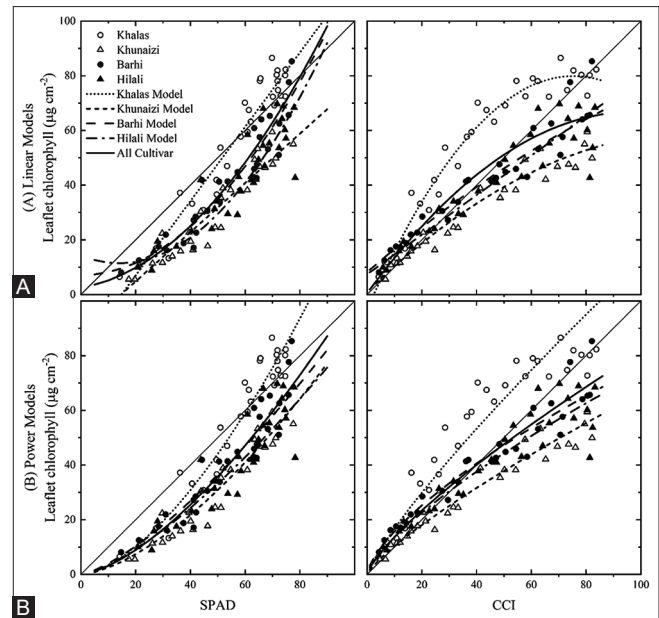 100
80
60
40
20
0
(A) Linear Models
Leaflet chlorophyll (µg cm-2)
Khalas
Khunaizi
Barhi
Hilali
Khalas Model
Khunaizi Model
Barhi Model
Hilali Model
All Cultivar
A
80
60
40
20
0
(B) Power Models
Leaflet chlorophyll (µg cm-2)
0 20 40 60 80
SPAD
0 20 40 60 80 100
CCI
B